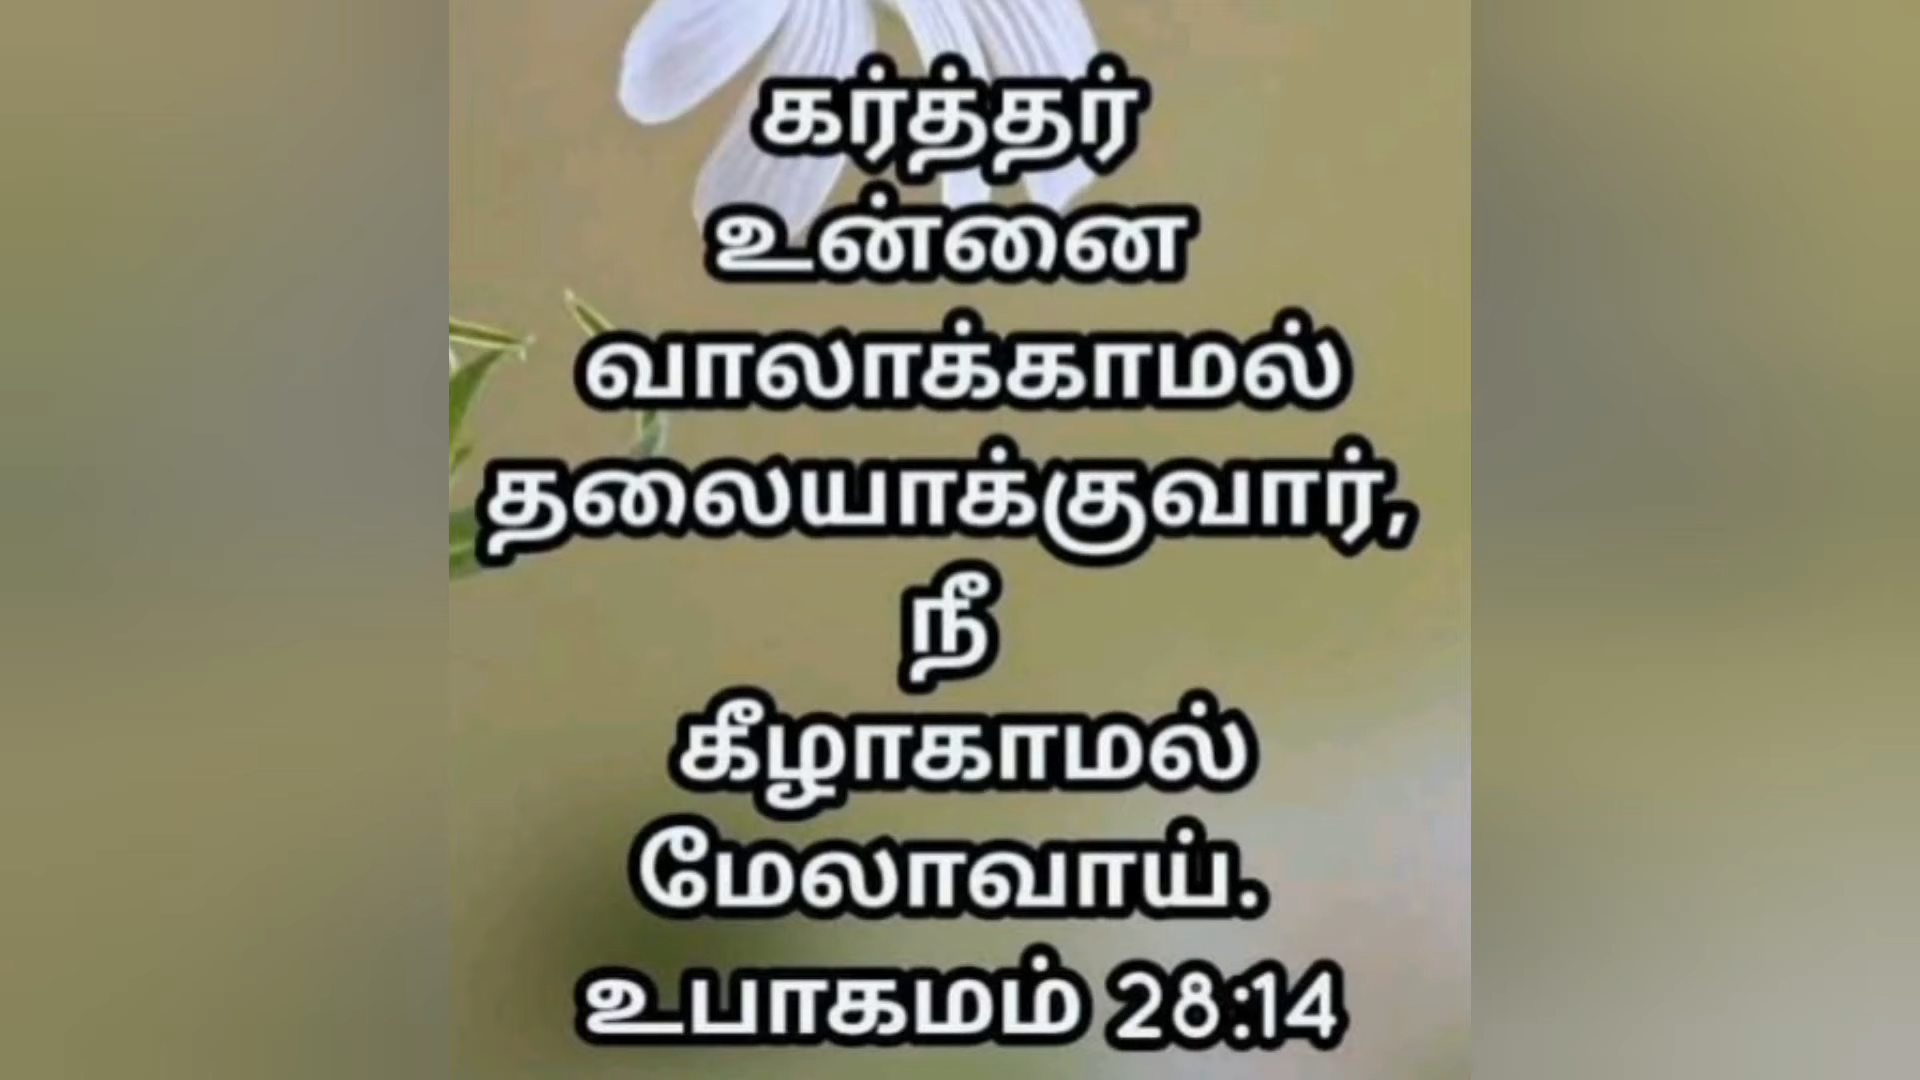 கர்த்தர்
உன்னை
வாலாக்காமல்
தலையாக்குவார்,
நீ
கீழாகாமல்
மேலாவாய்.
உபாகமம் 28:14